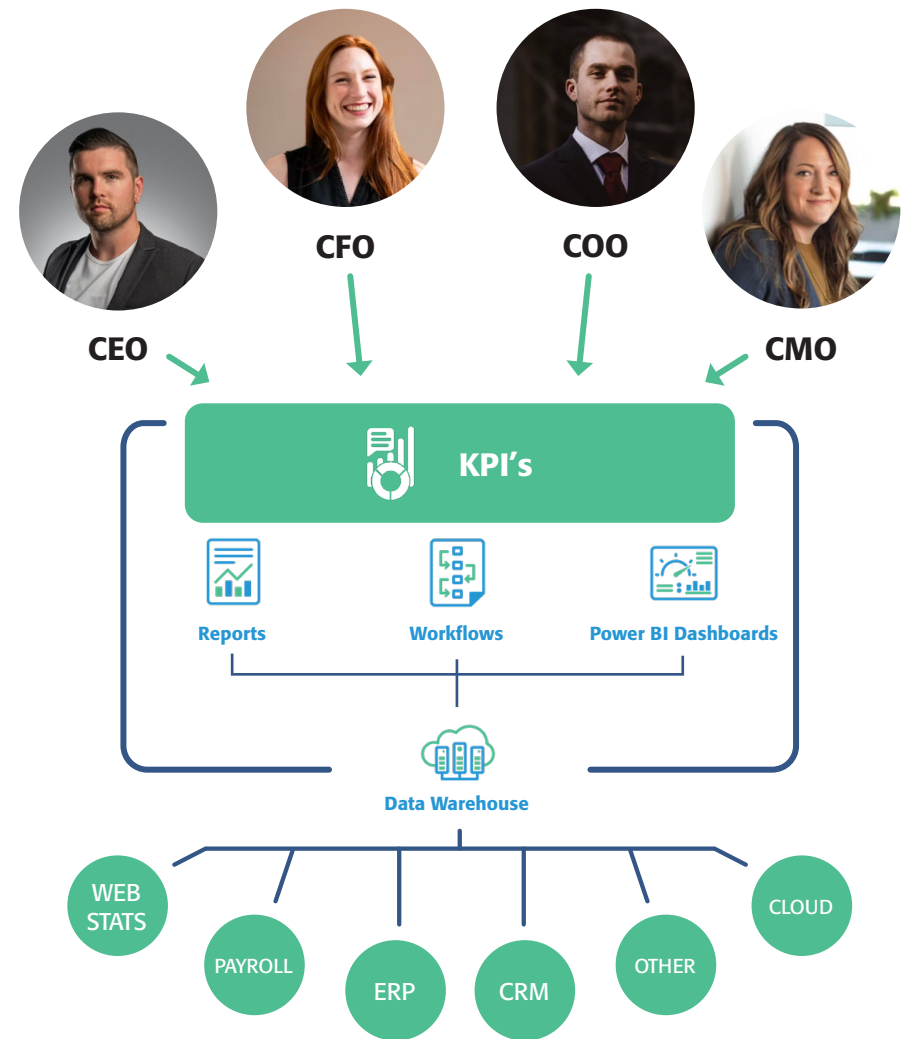 CFO
COO
CEO
CMO
KPI's
Reports
Workflows
Power BI Dashboards
Data Warehouse
WEB
STATS
PAYROLL
ERP
CRM
OTHER
CLOUD